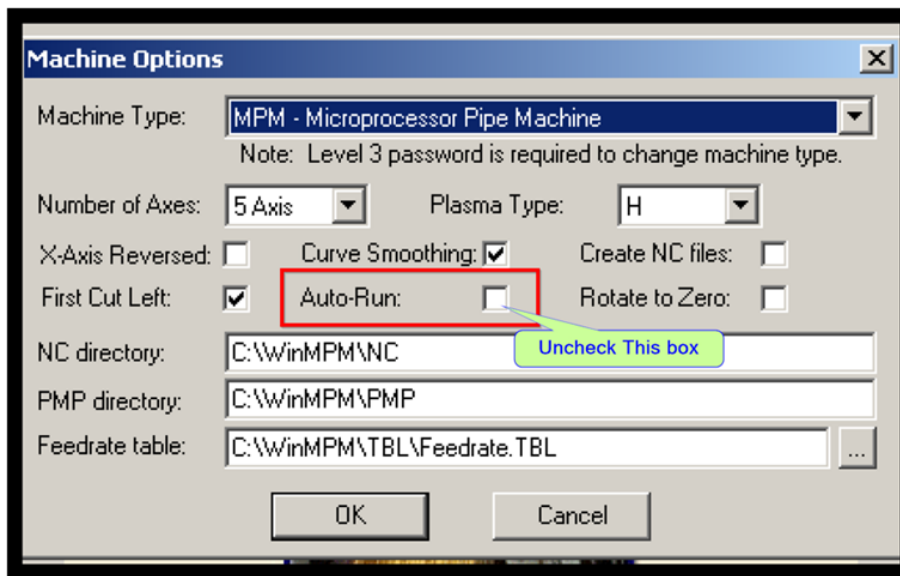 Machine Options
Machine Type: MPM - Microprocessor Pipe Machine
Note: Level 3 password is required to change machine type.
Number of Axes: 5 Axis Plasma Type: H
X-Axis Reversed: Curve Smoothing: Create NC files:
First Cut Left: Auto-Run: Rotate to Zero:
Uncheck This box
NC directory: C:\WinMPM\NC
PMP directory: C:\WinMPM\PMP
Feedrate table: C:\WinMPM\TBL\Feedrate.TBL ...
OK Cancel